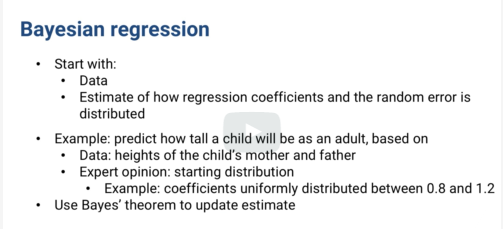 Bayesian regression
• Start with:
• Data
• Estimate of how regression coefficients and the random error is
distributed
• Example: predict how tall a child will be as an adult, based on
• Data: heights of the child's mother and father
• Expert opinion: starting distribution
• Example: coefficients uniformly distributed between 0.8 and 1.2
• Use Bayes' theorem to update estimate